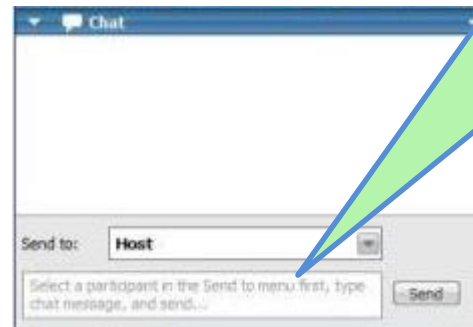 Chat
Send to: Host
Select a participant in the Send to menu first, type
chat message, and send...
Send